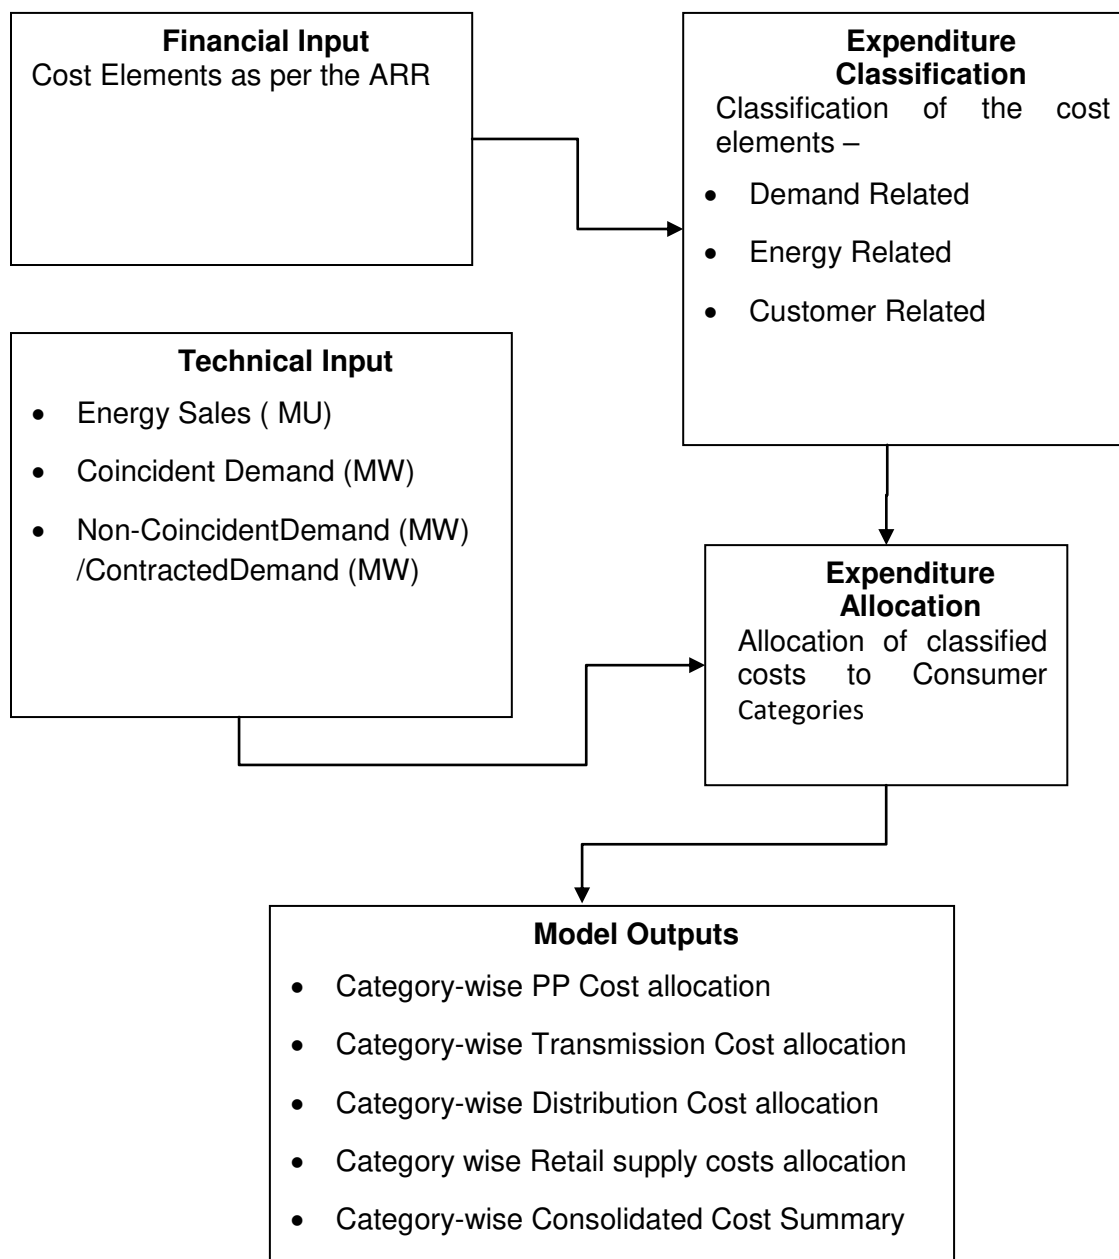 Financial Input
Cost Elements as per the ARR
Expenditure
Classification
Classification of the cost
elements –
• Demand Related
• Energy Related
• Customer Related
Technical Input
• Energy Sales ( MU)
• Coincident Demand (MW)
• Non-CoincidentDemand (MW)
/ContractedDemand (MW)
Expenditure
Allocation
Allocation of classified
costs to Consumer
Categories
Model Outputs
• Category-wise PP Cost allocation
• Category-wise Transmission Cost allocation
• Category-wise Distribution Cost allocation
• Category wise Retail supply costs allocation
• Category-wise Consolidated Cost Summary